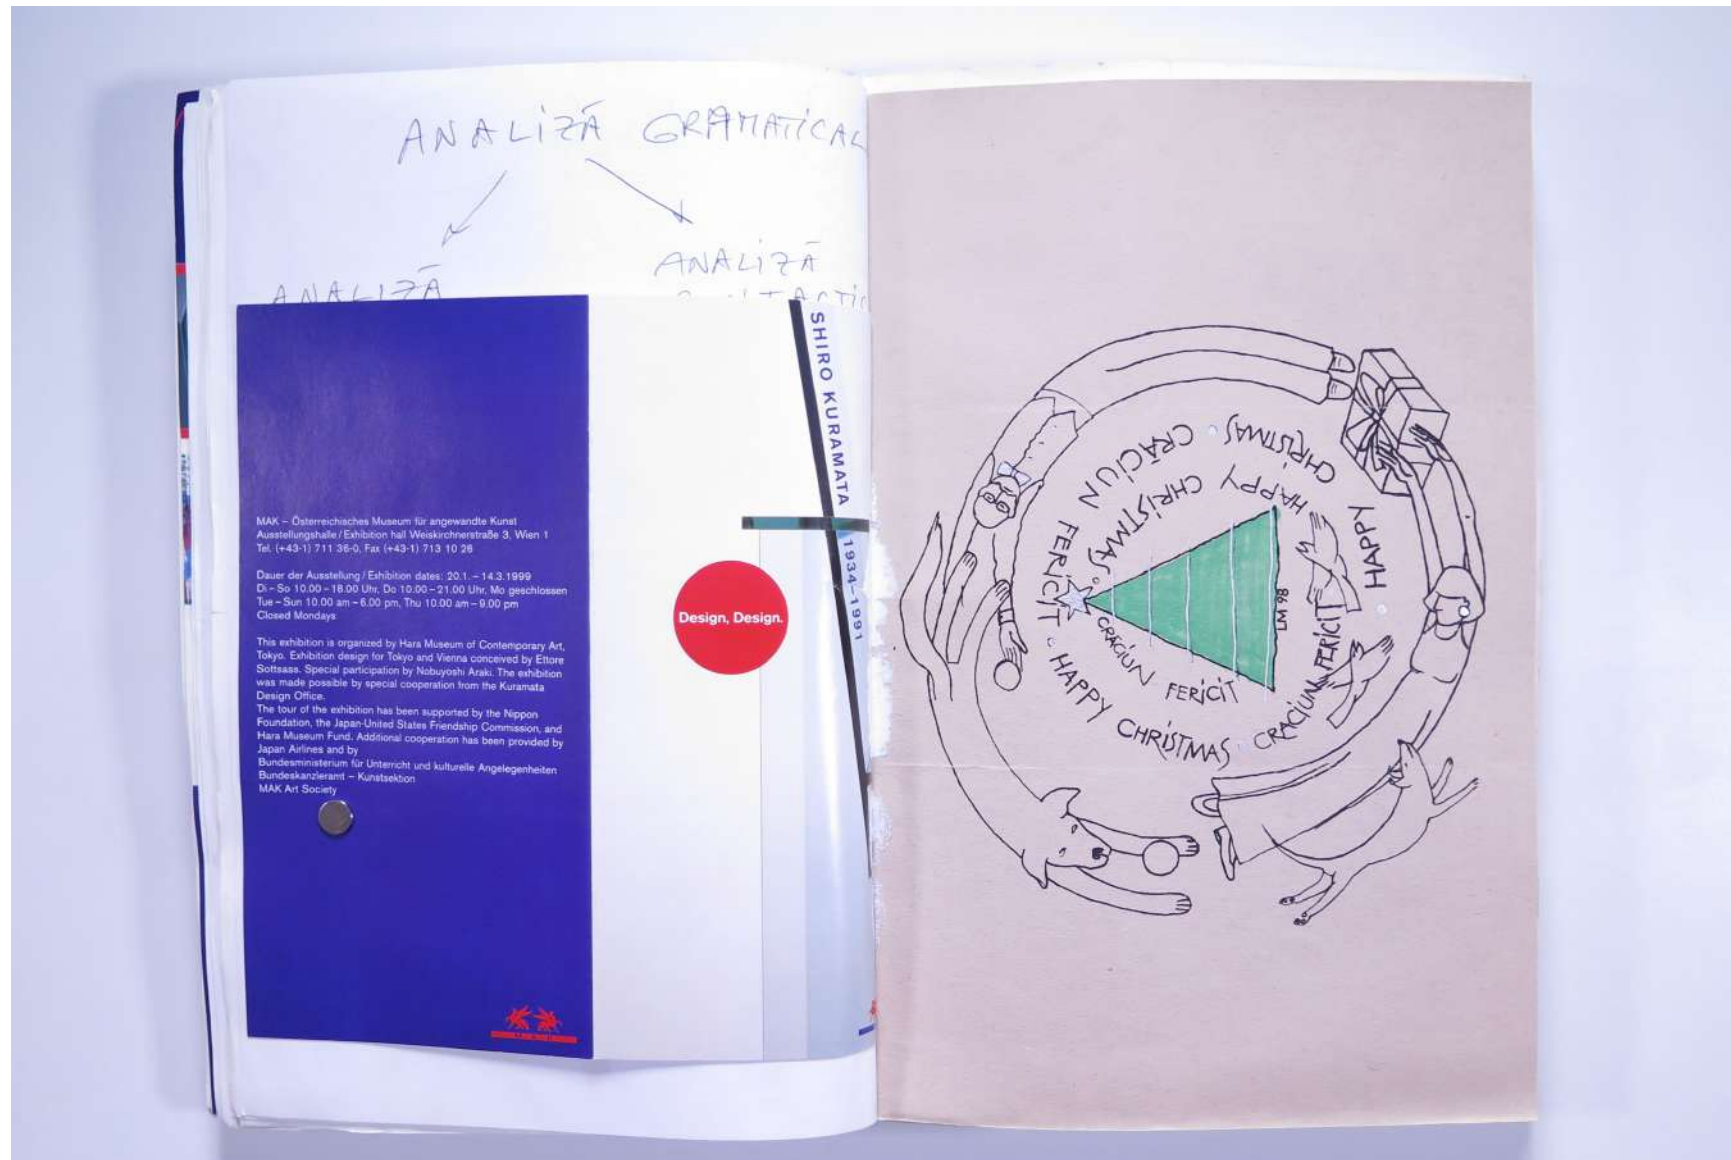 ANALIZĂ GRAMATICAL
ANALIZĂ
ANALIZĂ
MAK – Österreichisches Museum für angewandte Kunst
Ausstellungshalle / Exhibition hall Weiskirchnerstraße 3, Wien 1
Tel. (+43-1) 711 36-0, Fax (+43-1) 713 10 26
Dauer der Ausstellung / Exhibition dates: 20.1. – 14.3.1999
Di – So 10.00 – 18.00 Uhr, Do 10.00 – 21.00 Uhr, Mo geschlossen
Tue – Sun 10.00 am – 6.00 pm, Thu 10.00 am – 9.00 pm
Closed Mondays
This exhibition is organized by Hara Museum of Contemporary Art,
Tokyo. Exhibition design for Tokyo and Vienna conceived by Ettore
Sottsass. Special participation by Nobuyoshi Araki. The exhibition
was made possible by special cooperation from the Kuramata
Design Office.
The tour of the exhibition has been supported by the Nippon
Foundation, the Japan-United States Friendship Commission, and
Hara Museum Fund. Additional cooperation has been provided by
Japan Airlines and by
Bundesministerium für Unterricht und kulturelle Angelegenheiten
Bundeskanzleramt – Kunstsektion
MAK Art Society
MAK
Design, Design.
SHIRO KURAMATA 1934–1991
HAPPY CHRISTMAS CRĂCIUN FERICIT HAPPY CHRISTMAS CRĂCIUN FERICIT
HAPPY CHRISTMAS CRĂCIUN FERICIT
LM 98